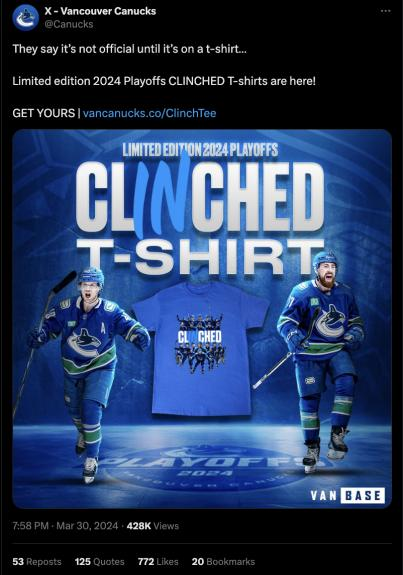 X - Vancouver Canucks
@Canucks
They say it's not official until it's on a t-shirt...
Limited edition 2024 Playoffs CLINCHED T-shirts are here!
GET YOURS | vancanucks.co/ClinchTee
LIMITED EDITION 2024 PLAYOFFS
CLINCHED
T-SHIRT
A
CLINCHED
PLAYOFFS
2024
VANCOUVER CANUCKS
VAN BASE
7:58 PM · Mar 30, 2024 · 428K Views
53 Reposts 125 Quotes 772 Likes 20 Bookmarks